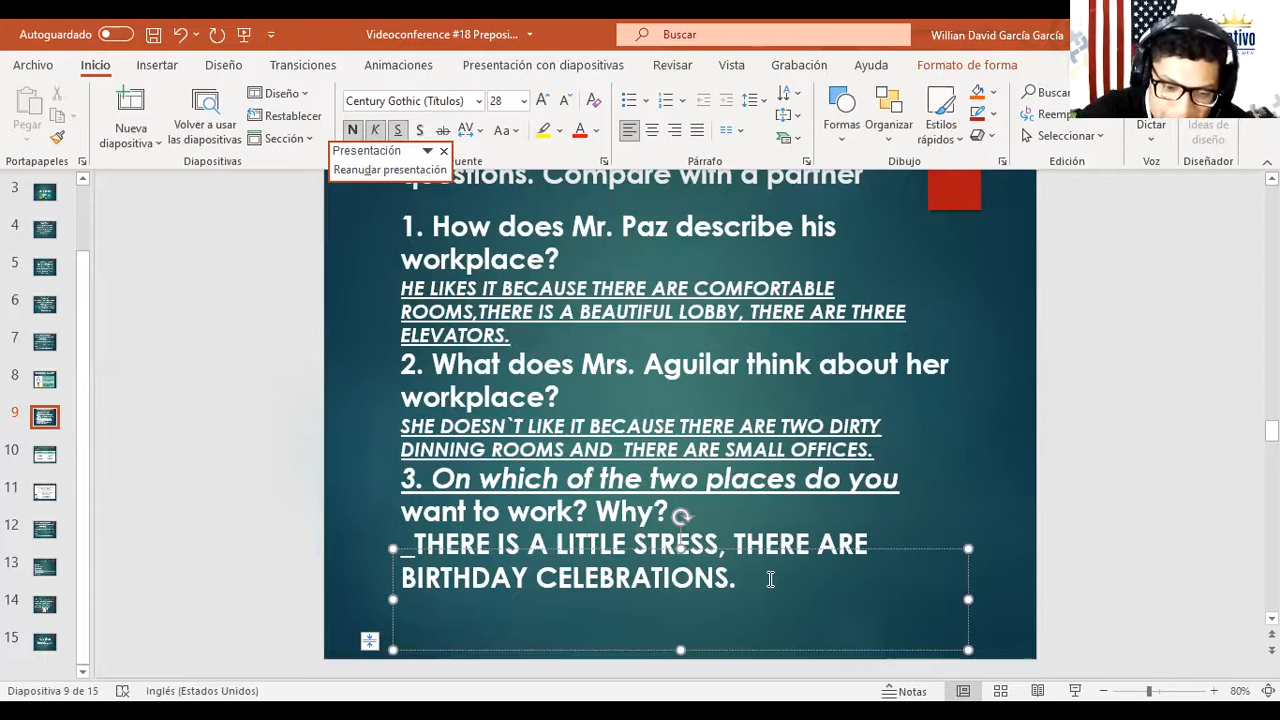 Autoguardado
Videoconference #18 Preposi...
Buscar
Willian David García García
Archivo Inicio Insertar Diseño Transiciones Animaciones Presentación con diapositivas Revisar Vista Grabación Ayuda Formato de forma
Pegar
Nueva diapositiva
Volver a usar diapositivas
Diseño
Restablecer
Sección
Century Gothic (Títulos) 28
N K S S ab AV Aa
Formas
Organizar
Estilos rápidos
Buscar
Reemp
Seleccionar
Dictar
Ideas de diseño
Portapapeles
Diapositivas
uente
Párrafo
Dibujo
Edición
Voz
Diseñador
Presentación
Reanudar presentación
questions. Compare with a partner
1. How does Mr. Paz describe his
workplace?
HE LIKES IT BECAUSE THERE ARE COMFORTABLE
ROOMS,THERE IS A BEAUTIFUL LOBBY, THERE ARE THREE
ELEVATORS.
2. What does Mrs. Aguilar think about her
workplace?
SHE DOESN`T LIKE IT BECAUSE THERE ARE TWO DIRTY
DINNING ROOMS AND  THERE ARE SMALL OFFICES.
3. On which of the two places do you
want to work? Why?
_THERE IS A LITTLE STRESS, THERE ARE
BIRTHDAY CELEBRATIONS.
3
4
5
6
7
8
9
10
11
12
13
14
15
Diapositiva 9 de 15
Inglés (Estados Unidos)
Notas
80%